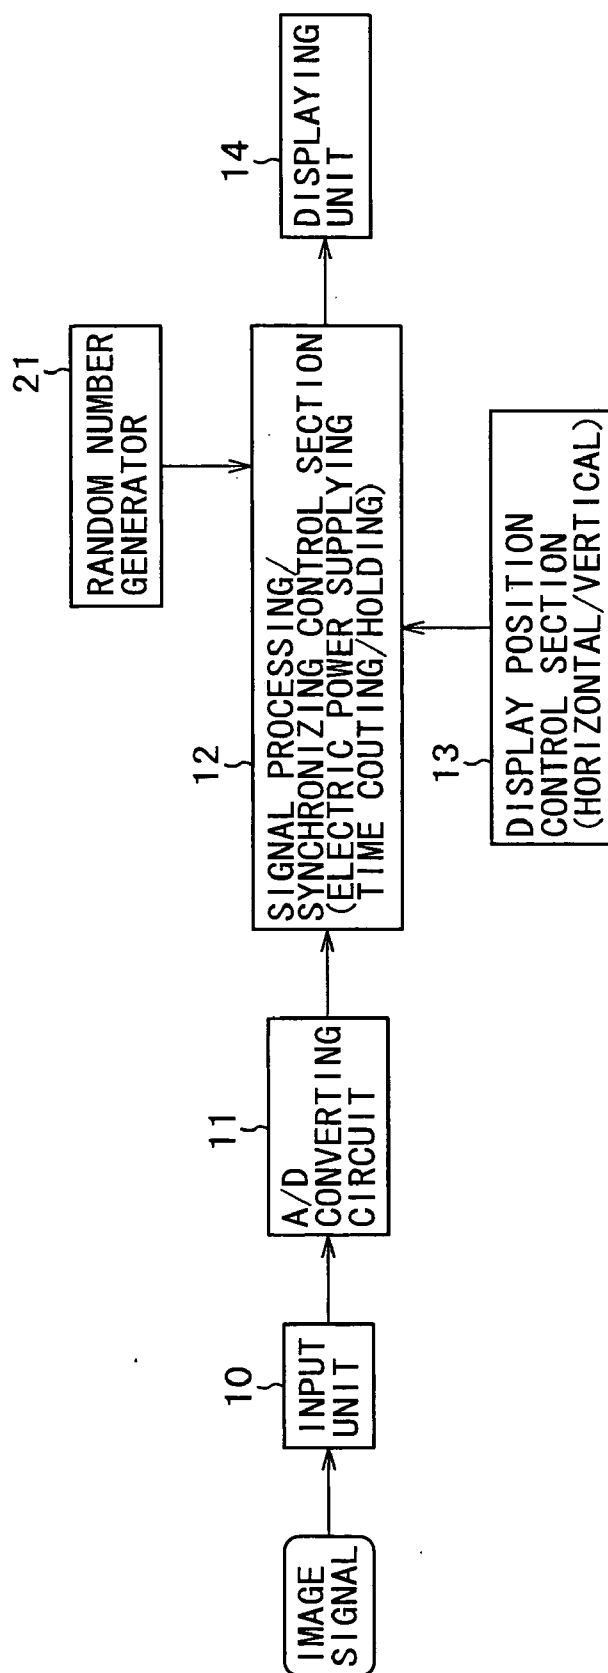 IMAGE
SIGNAL
10
INPUT
UNIT
11
A/D
CONVERTING
CIRCUIT
12
SIGNAL PROCESSING/
SYNCHRONIZING CONTROL SECTION
(ELECTRIC POWER SUPPLYING
TIME COUTING/HOLDING)
21
RANDOM NUMBER
GENERATOR
13
DISPLAY POSITION
CONTROL SECTION
(HORIZONTAL/VERTICAL)
14
DISPLAYING
UNIT